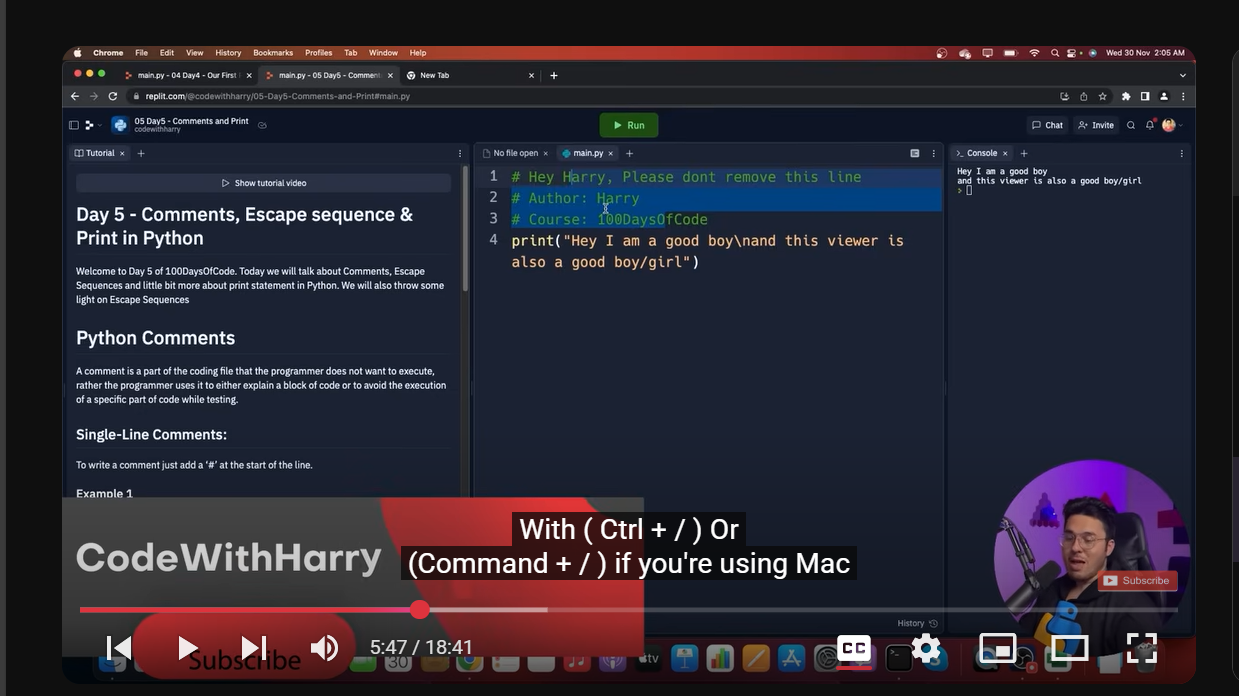 Chrome File Edit View History Bookmarks Profiles Tab Window Help
Wed 30 Nov 2:05 AM
main.py - 04 Day4 - Our First
main.py - 05 Day5 - Comment
New Tab
replit.com/@codewithharry/05-Day5-Comments-and-Print#main.py
05 Day5 - Comments and Print
codewithharry
Run
Chat
Invite
Tutorial
Show tutorial video
Day 5 - Comments, Escape sequence &
Print in Python
Welcome to Day 5 of 100DaysOfCode. Today we will talk about Comments, Escape
Sequences and little bit more about print statement in Python. We will also throw some
light on Escape Sequences
Python Comments
A comment is a part of the coding file that the programmer does not want to execute,
rather the programmer uses it to either explain a block of code or to avoid the execution
of a specific part of code while testing.
Single-Line Comments:
To write a comment just add a '#' at the start of the line.
Example 1
No file open
main.py
1 # Hey Harry, Please dont remove this line
2 # Author: Harry
3 # Course: 100DaysOfCode
4 print("Hey I am a good boy\nand this viewer is
also a good boy/girl")
Console
Hey I am a good boy
and this viewer is also a good boy/girl
>
With ( Ctrl + / ) Or
(Command + / ) if you're using Mac
CodeWithHarry
Subscribe
History
5:47 / 18:41
CC
Subscribe
30
tv